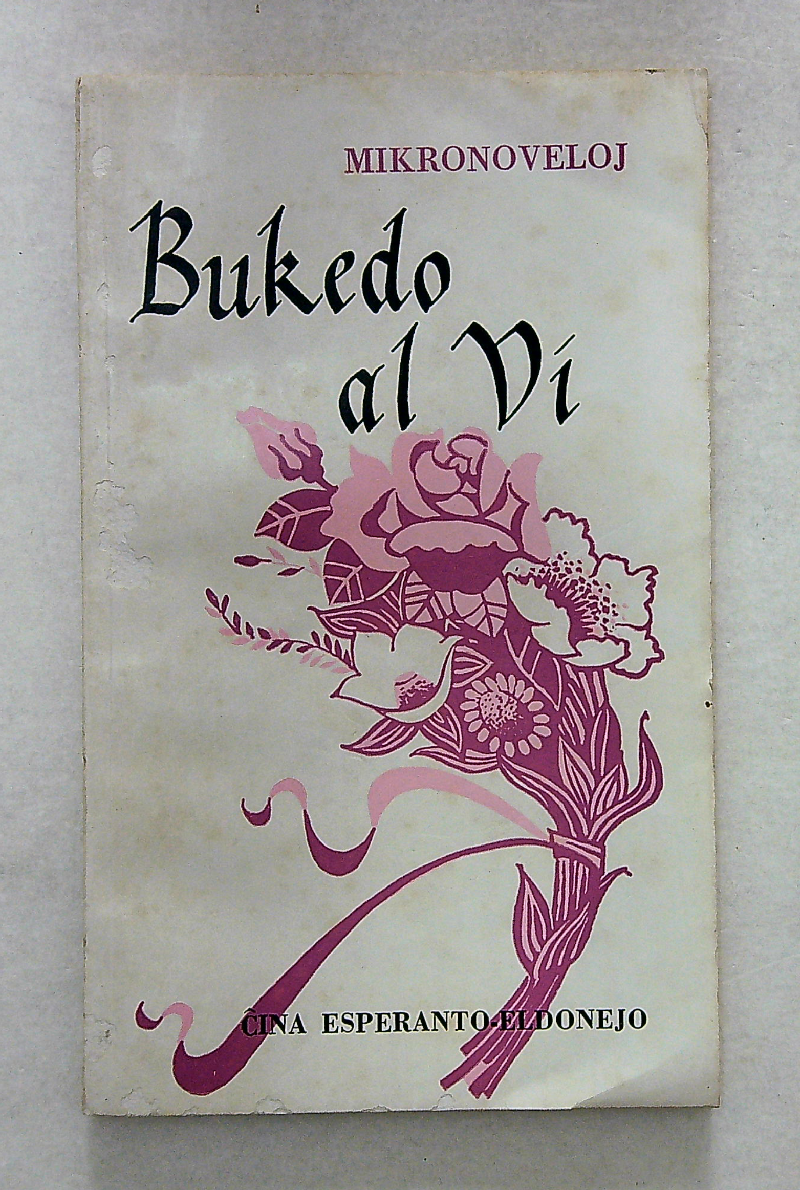 MIKRONOVELOJ
Bukedo
al Vi
ĈINA ESPERANTO-ELDONEJO